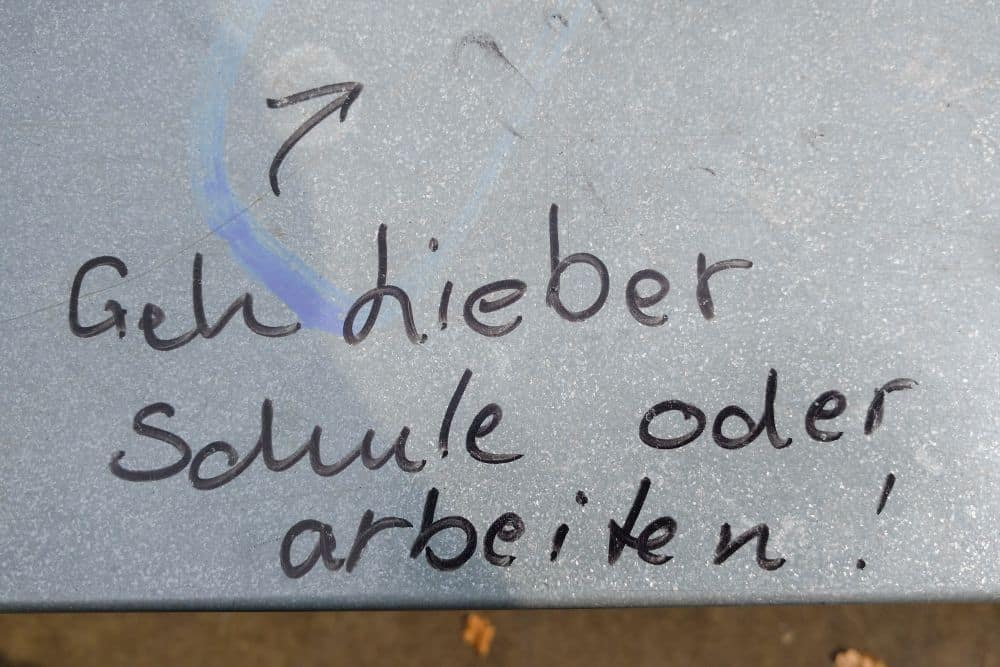 Geh Lieber
Schule oder
arbeiten!